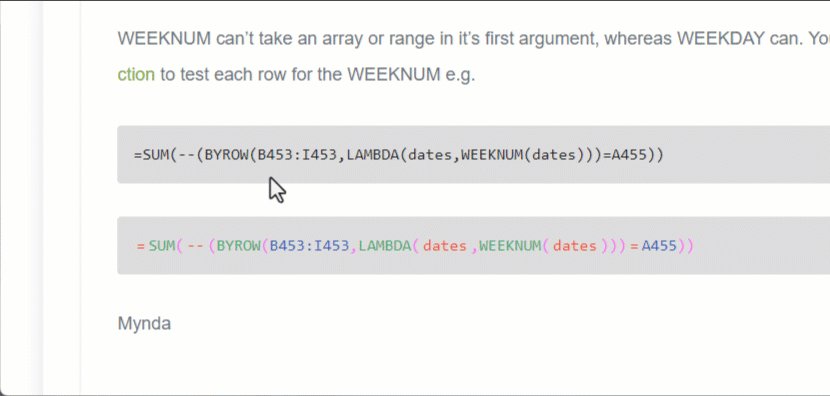 WEEKNUM can’t take an array or range in it’s first argument, whereas WEEKDAY can.
ction to test each row for the WEEKNUM e.g.
=SUM(--(BYROW(B453:I453,LAMBDA(dates,WEEKNUM(dates)))=A455))
=SUM(--(BYROW(B453:I453,LAMBDA(dates,WEEKNUM(dates)))=A455))
Mynda